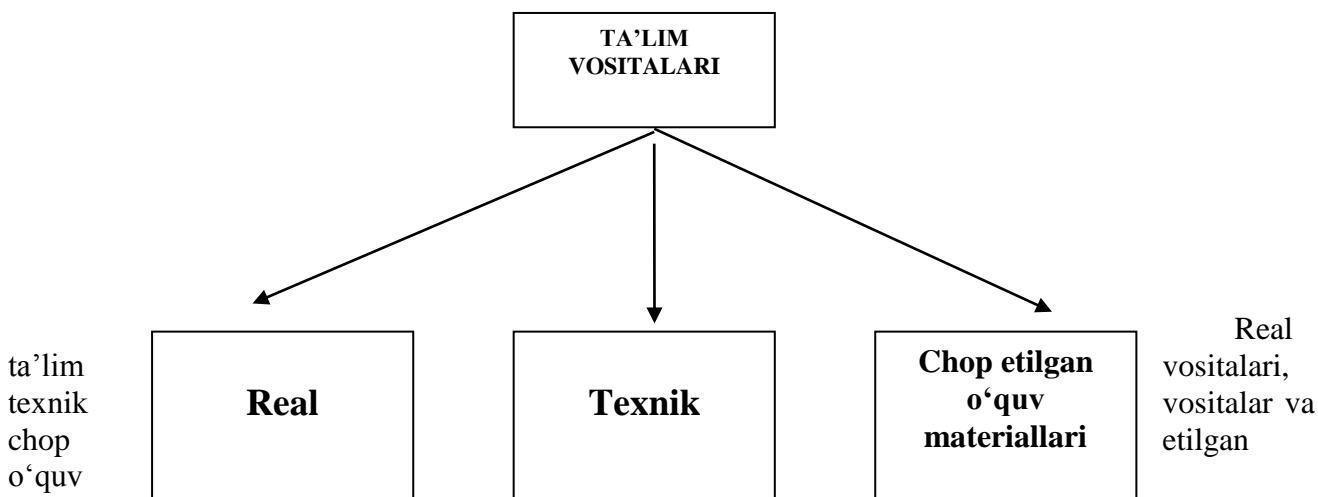 TA’LIM
VOSITALARI
Real
Texnik
Chop etilgan
o‘quv
materiallari
Real
ta’lim vositalari,
texnik vositalar va
chop etilgan
o‘quv